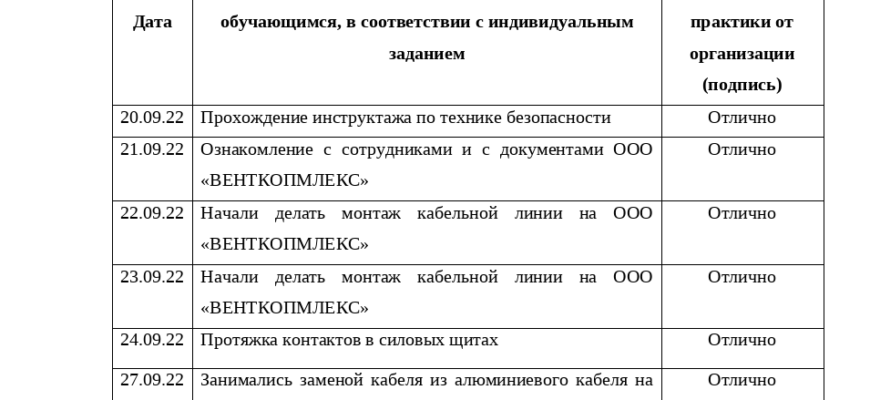 Дата
обучающимся, в соответствии с индивидуальным
заданием
практики от
организации
(подпись)
20.09.22 Прохождение инструктажа по технике безопасности Отлично
21.09.22 Ознакомление с сотрудниками и с документами ООО Отлично
«ВЕНТКОПМЛЕКС»
22.09.22 Начали делать монтаж кабельной линии на ООО Отлично
«ВЕНТКОПМЛЕКС»
23.09.22 Начали делать монтаж кабельной линии на ООО Отлично
«ВЕНТКОПМЛЕКС»
24.09.22 Протяжка контактов в силовых щитах Отлично
27.09.22 Занимались заменой кабеля из алюминиевого кабеля на Отлично